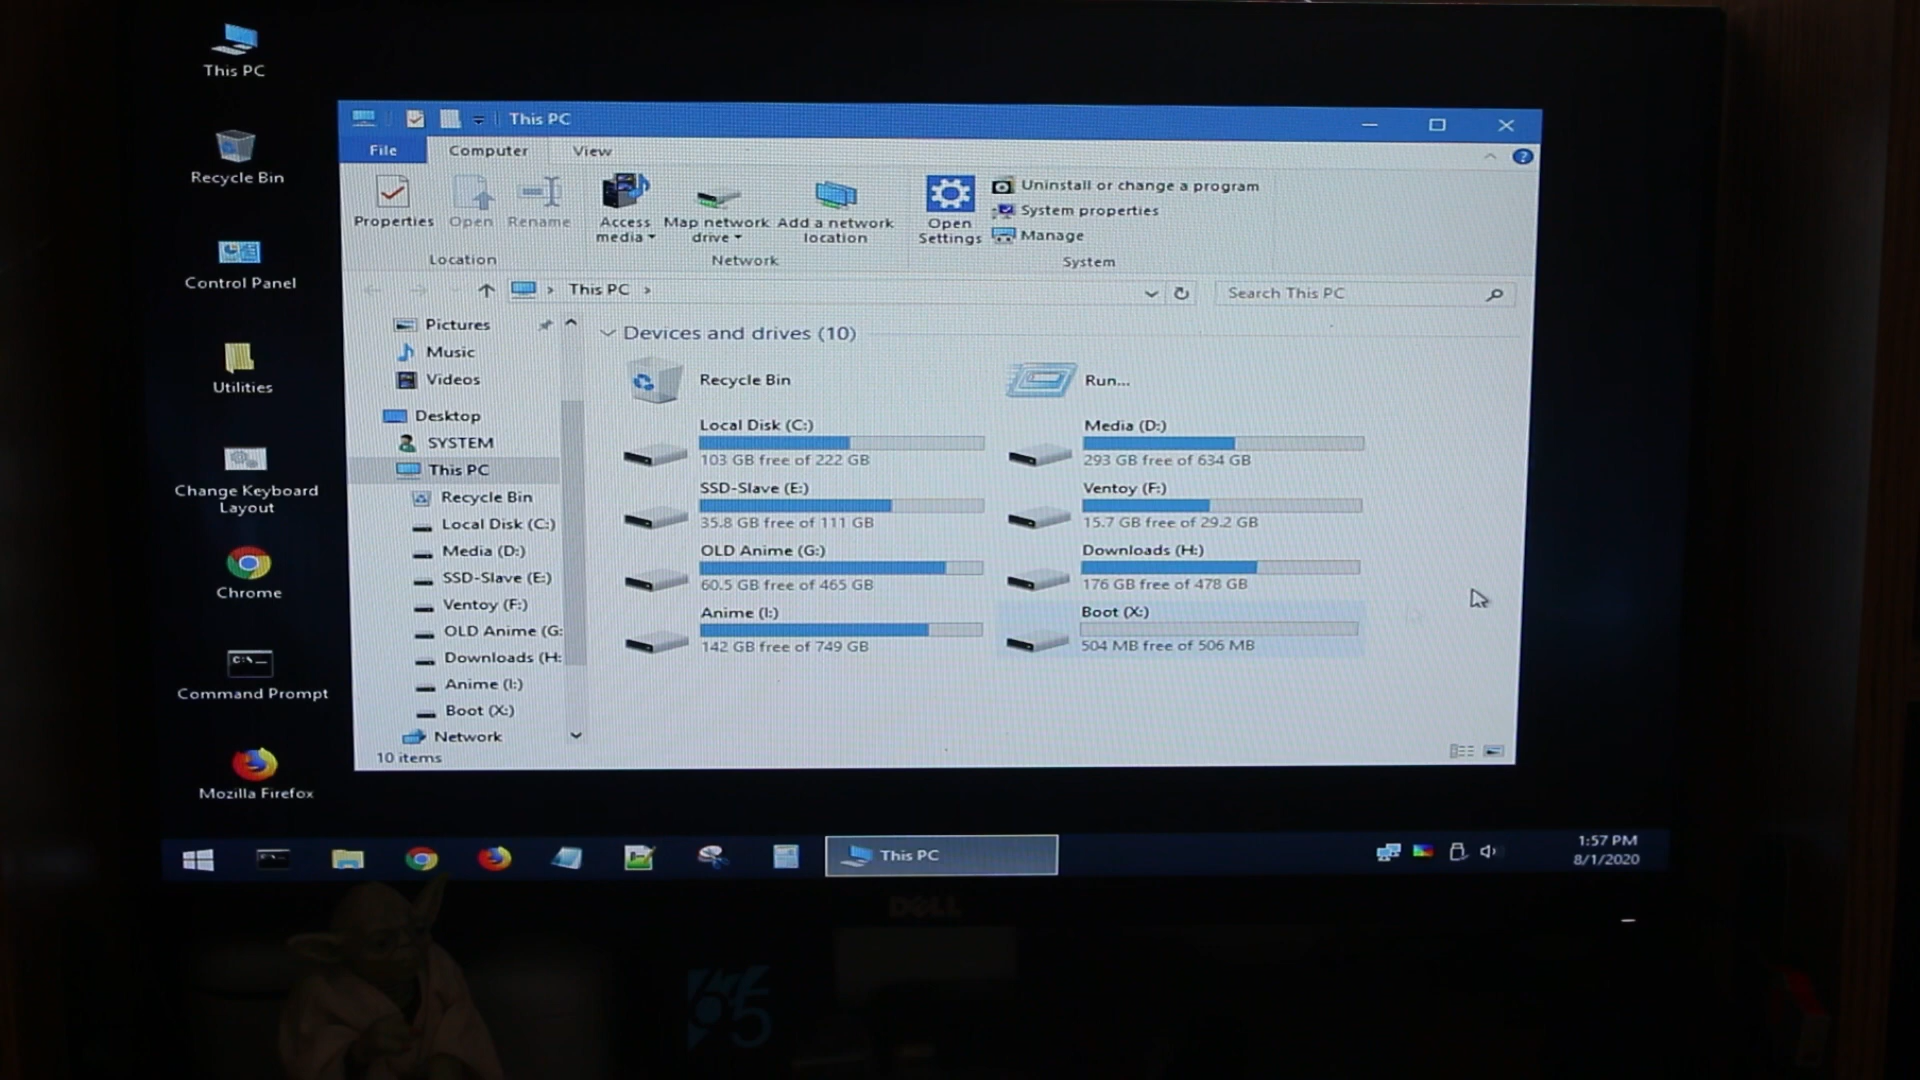 This PC
Recycle Bin
Control Panel
Utilities
Change Keyboard
Layout
Chrome
C:\
Command Prompt
Mozilla Firefox
This PC
File
Computer
View
?
Properties
Open
Rename
Access
media
Map network
drive
Add a network
location
Open
Settings
Uninstall or change a program
System properties
Manage
Location
Network
System
This PC
Search This PC
Pictures
Music
Videos
Desktop
SYSTEM
This PC
Recycle Bin
Local Disk (C:)
Media (D:)
SSD-Slave (E:)
Ventoy (F:)
OLD Anime (G:
Downloads (H:
Anime (I:)
Boot (X:)
Network
10 items
Devices and drives (10)
Recycle Bin
Run...
Local Disk (C:)
103 GB free of 222 GB
Media (D:)
293 GB free of 634 GB
SSD-Slave (E:)
35.8 GB free of 111 GB
Ventoy (F:)
15.7 GB free of 29.2 GB
OLD Anime (G:)
60.5 GB free of 465 GB
Downloads (H:)
176 GB free of 478 GB
Anime (I:)
142 GB free of 749 GB
Boot (X:)
504 MB free of 506 MB
This PC
1:57 PM
8/1/2020
DELL